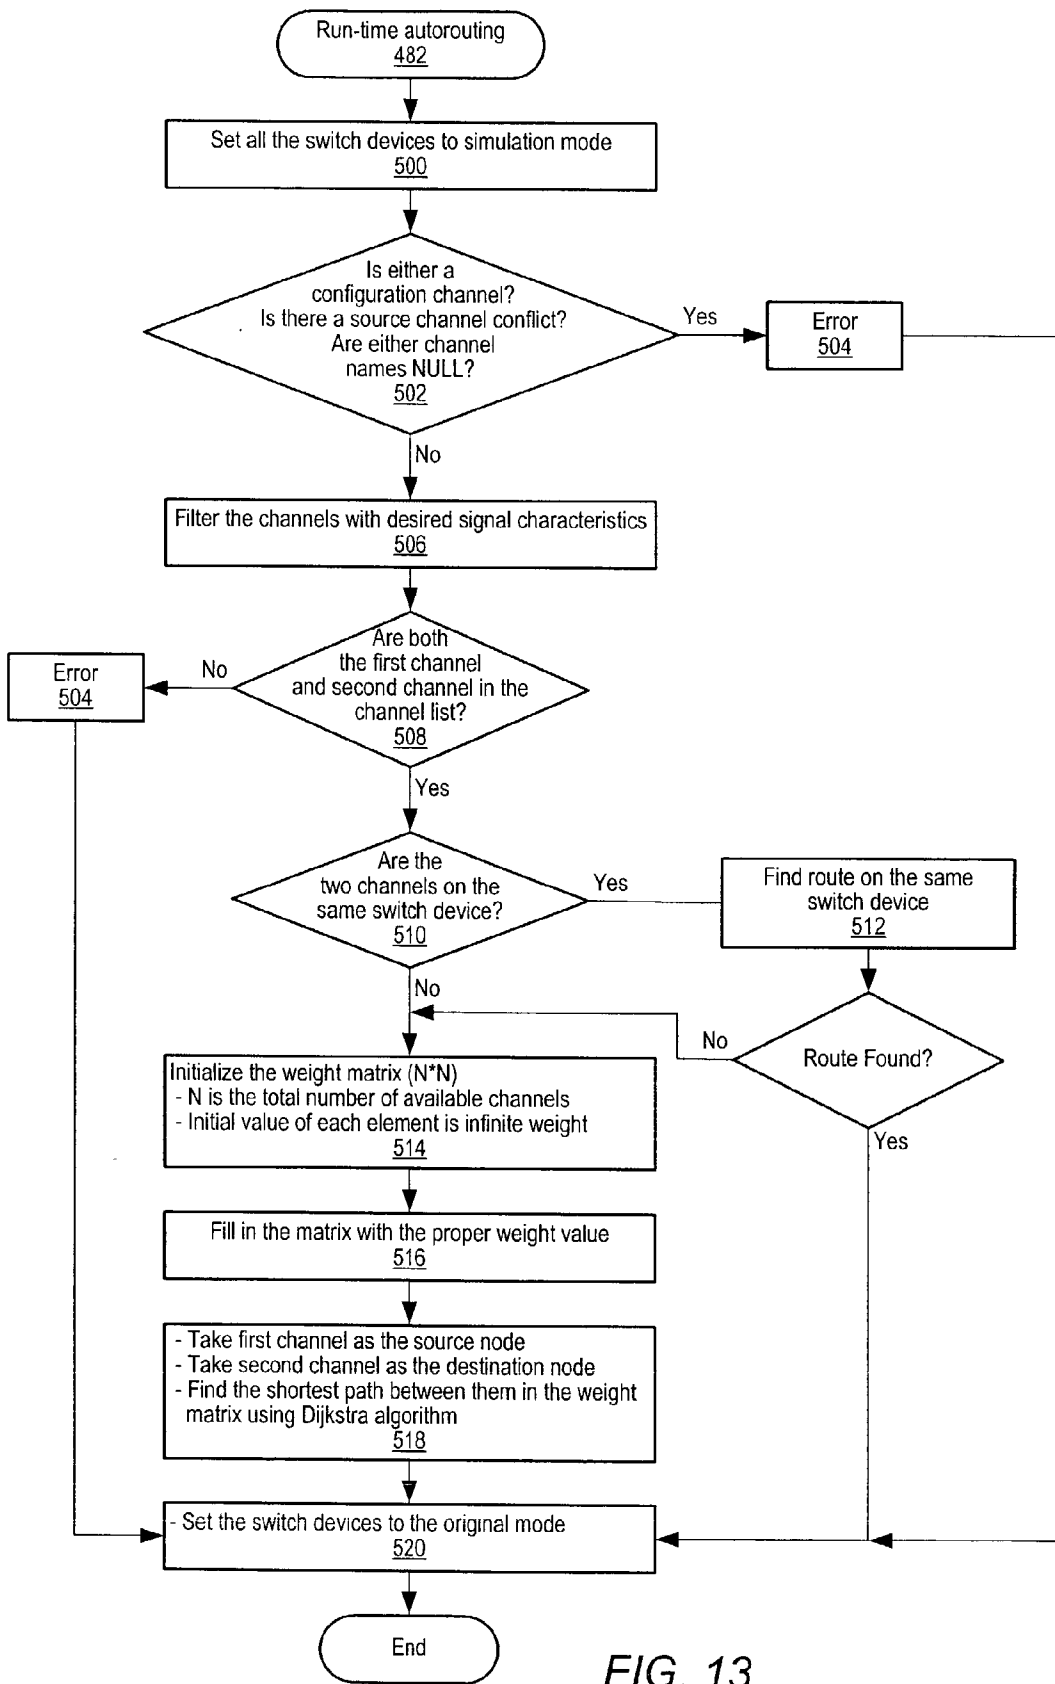 Run-time autorouting
482
Set all the switch devices to simulation mode
500
Is either a
configuration channel?
Is there a source channel conflict?
Are either channel
names NULL?
502
Yes
Error
504
No
Filter the channels with desired signal characteristics
506
Are both
the first channel
and second channel in the
channel list?
508
No
Error
504
Yes
Are the
two channels on the
same switch device?
510
Yes
Find route on the same
switch device
512
No
Route Found?
No
Yes
Initialize the weight matrix (N*N)
- N is the total number of available channels
- Initial value of each element is infinite weight
514
Fill in the matrix with the proper weight value
516
- Take first channel as the source node
- Take second channel as the destination node
- Find the shortest path between them in the weight
matrix using Dijkstra algorithm
518
- Set the switch devices to the original mode
520
End
FIG. 13